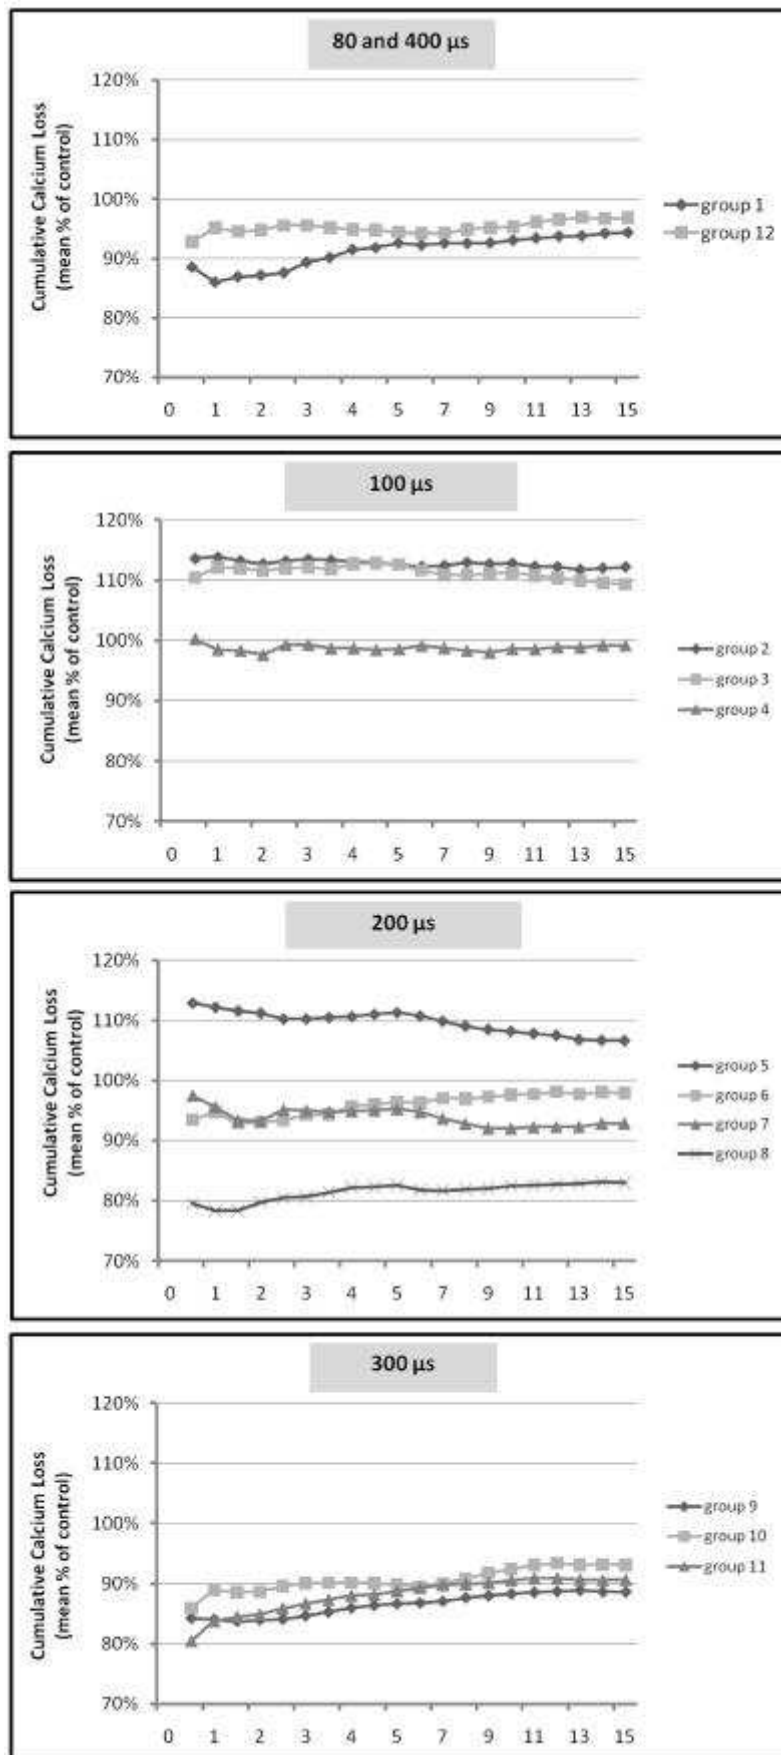 80 and 400 µs
Cumulative Calcium Loss
(mean % of control)
120%
110%
100%
90%
80%
70%
0 1 2 3 4 5 7 9 11 13 15
group 1
group 12
100 µs
Cumulative Calcium Loss
(mean % of control)
120%
110%
100%
90%
80%
70%
0 1 2 3 4 5 7 9 11 13 15
group 2
group 3
group 4
200 µs
Cumulative Calcium Loss
(mean % of control)
120%
110%
100%
90%
80%
70%
0 1 2 3 4 5 7 9 11 13 15
group 5
group 6
group 7
group 8
300 µs
Cumulative Calcium Loss
(mean % of control)
120%
110%
100%
90%
80%
70%
0 1 2 3 4 5 7 9 11 13 15
group 9
group 10
group 11